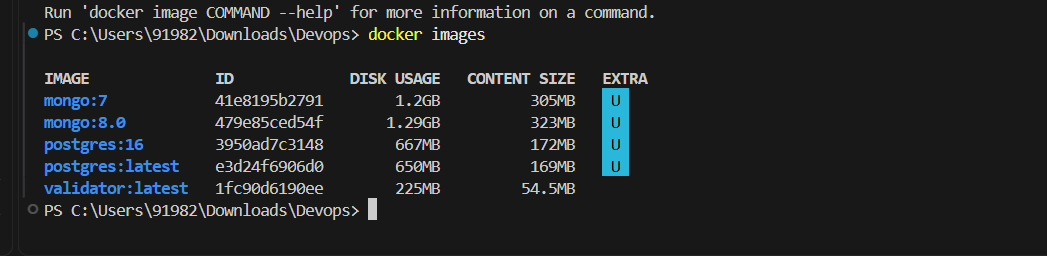 Run 'docker image COMMAND --help' for more information on a command.
PS C:\Users\91982\Downloads\Devops> docker images
IMAGE ID DISK USAGE CONTENT SIZE EXTRA
mongo:7 41e8195b2791 1.2GB 305MB U
mongo:8.0 479e85ced54f 1.29GB 323MB U
postgres:16 3950ad7c3148 667MB 172MB U
postgres:latest e3d24f6906d0 650MB 169MB U
validator:latest 1fc90d6190ee 225MB 54.5MB
PS C:\Users\91982\Downloads\Devops>